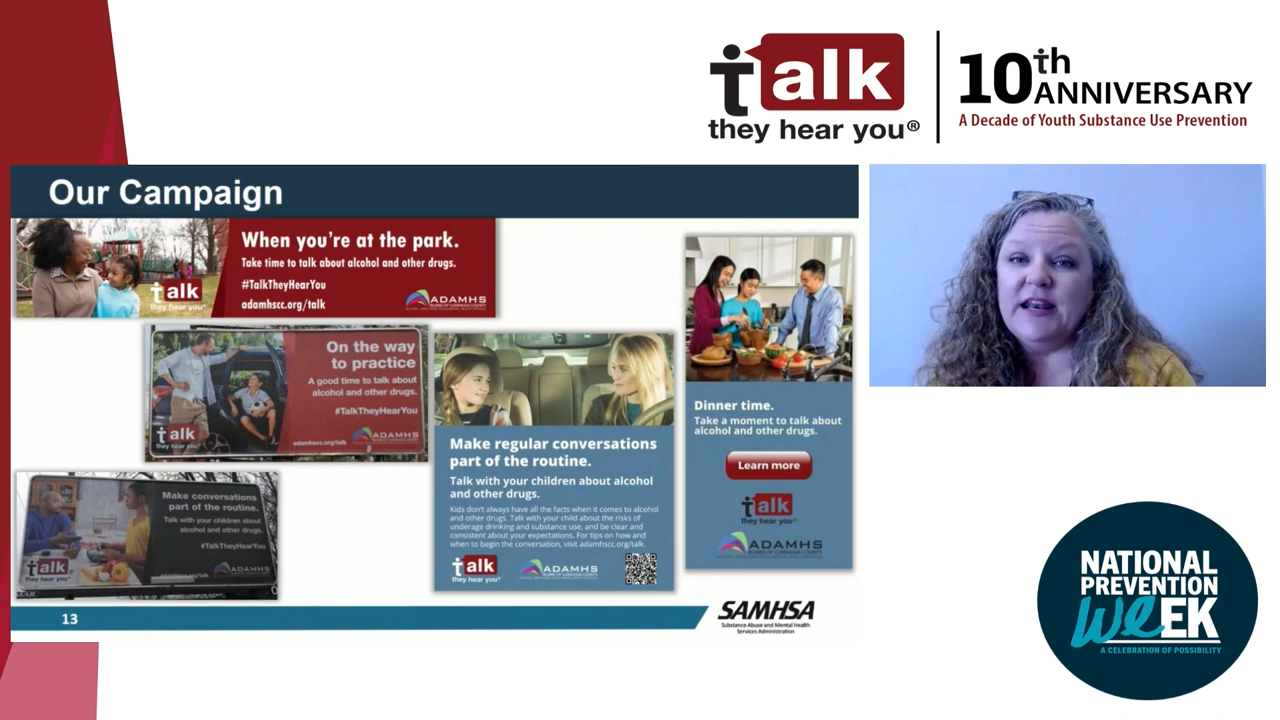 talk
they hear you®
10th
ANNIVERSARY
A Decade of Youth Substance Use Prevention
Our Campaign
When you're at the park.
Take time to talk about alcohol and other drugs.
#TalkTheyHearYou
adamhscc.org/talk
talk
they hear you®
ADAMHS
On the way
to practice
A good time to talk about
alcohol and other drugs.
#TalkTheyHearYou
adamhscc.org/talk
talk
they hear you
ADAMHS
Make conversations
part of the routine.
Talk with your children about
alcohol and other drugs.
#TalkTheyHearYou
talk
they hear you
ADAMHS
Make regular conversations
part of the routine.
Talk with your children about alcohol
and other drugs.
Kids don't always have all the facts when it comes to alcohol
and other drugs. Talk with your child about the risks of
underage drinking and substance use, and be clear and
consistent about your expectations. For tips on how and
when to begin the conversation, visit adamhscc.org/talk.
talk
they hear you®
ADAMHS
Dinner time.
Take a moment to talk about
alcohol and other drugs.
Learn more
talk
they hear you®
ADAMHS
13
SAMHSA
Substance Abuse and Mental Health
Services Administration
NATIONAL
PREVENTION
WEEK
A CELEBRATION OF POSSIBILITY